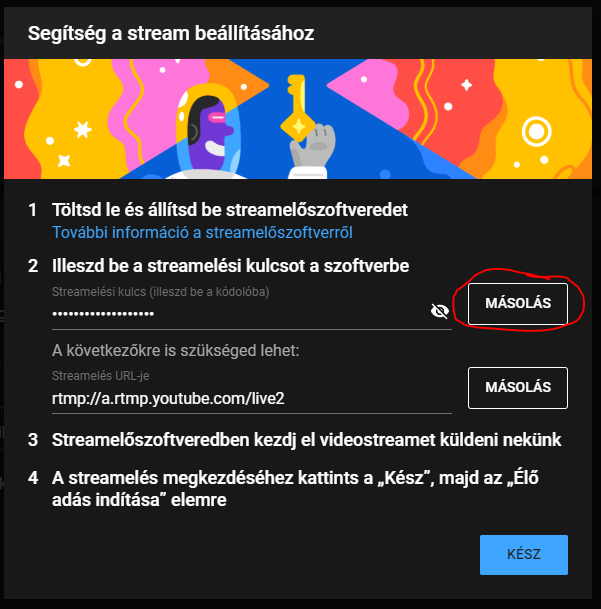 Segítség a stream beállításához
1 Töltsd le és állítsd be streamelőszoftveredet
További információ a streamelőszoftverről
2 Illeszd be a streamelési kulcsot a szoftverbe
Streamelési kulcs (illeszd be a kódolóba)
•••••••••••••••••••
MÁSOLÁS
A következőkre is szükséged lehet:
Streamelés URL-je
rtmp://a.rtmp.youtube.com/live2
MÁSOLÁS
3 Streamelőszoftveredben kezdj el videostreamet küldeni nekünk
4 A streamelés megkezdéséhez kattints a „Kész”, majd az „Élő
adás indítása” elemre
KÉSZ